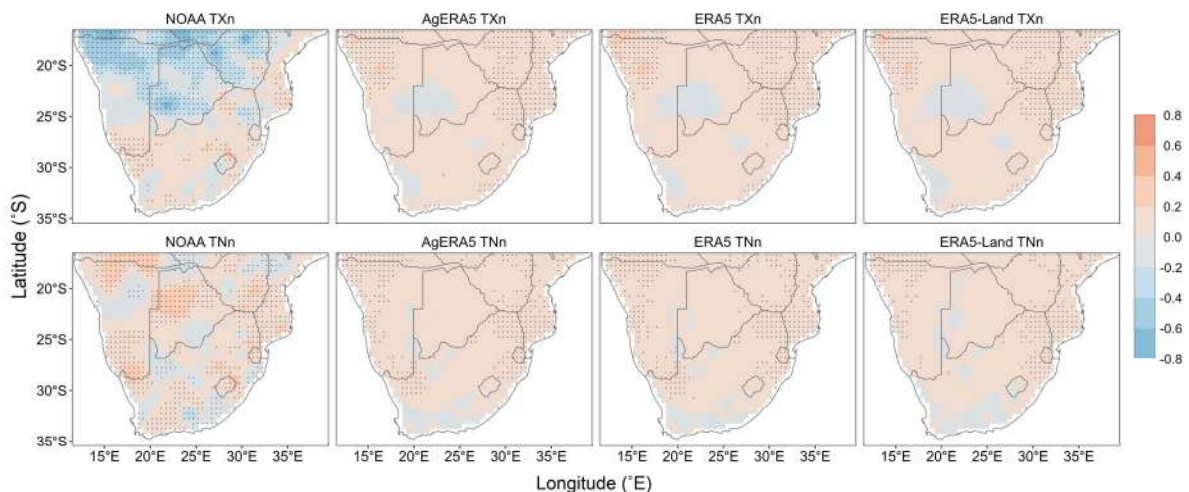 NOAA TXn
AgERA5 TXn
ERA5 TXn
ERA5-Land TXn
20°S
25°S
30°S
35°S
NOAA TNn
AgERA5 TNn
ERA5 TNn
ERA5-Land TNn
20°S
25°S
30°S
35°S
15°E 20°E 25°E 30°E 35°E
15°E 20°E 25°E 30°E 35°E
15°E 20°E 25°E 30°E 35°E
15°E 20°E 25°E 30°E 35°E
Latitude (°S)
Longitude (°E)
0.8
0.6
0.4
0.2
0.0
-0.2
-0.4
-0.6
-0.8